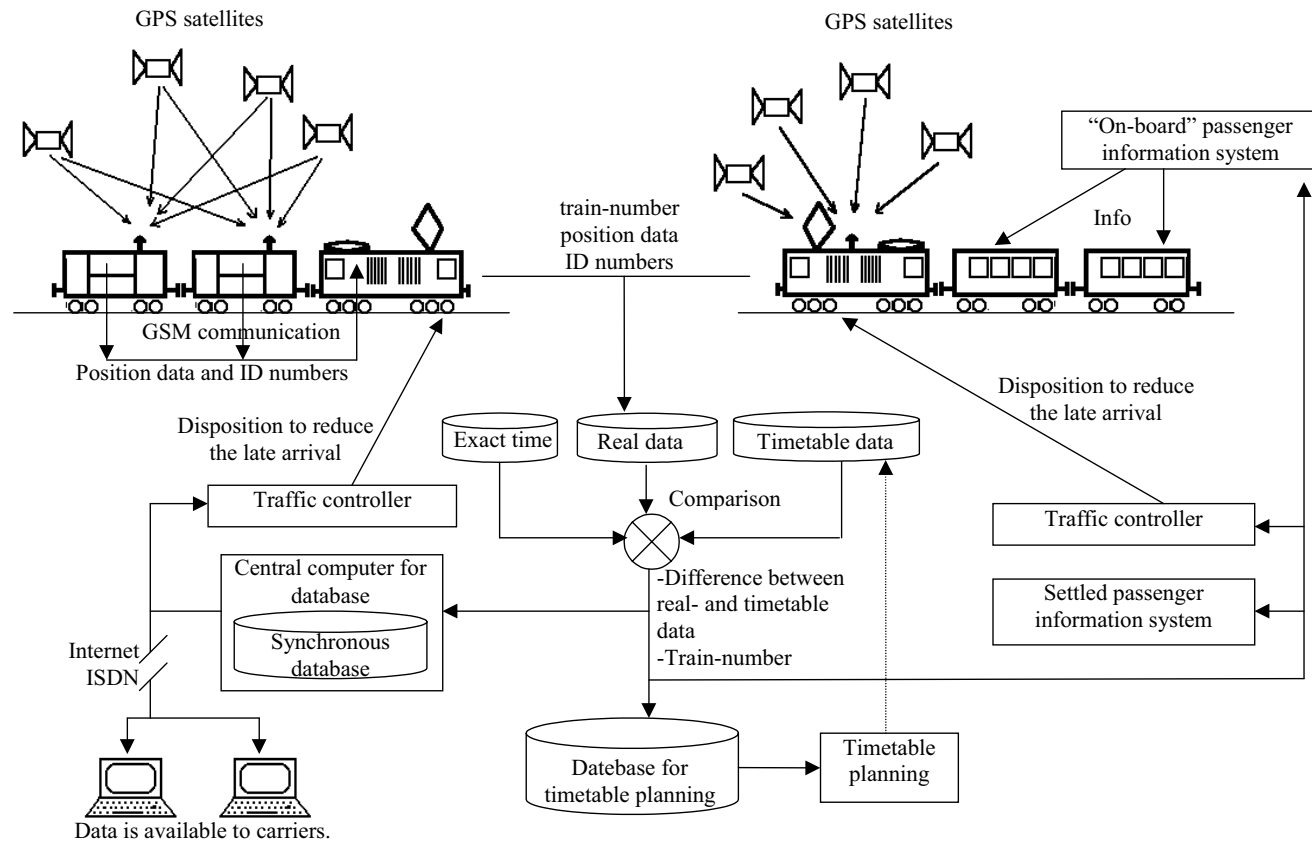 GPS satellites
GPS satellites
“On-board” passenger
information system
train-number
position data
ID numbers
Info
GSM communication
Position data and ID numbers
Disposition to reduce
the late arrival
Disposition to reduce
the late arrival
Exact time
Real data
Timetable data
Traffic controller
Comparison
Traffic controller
Central computer for
database
Synchronous
database
-Difference between
real- and timetable
data
-Train-number
Settled passenger
information system
Internet
ISDN
Datebase for
timetable planning
Timetable
planning
Data is available to carriers.